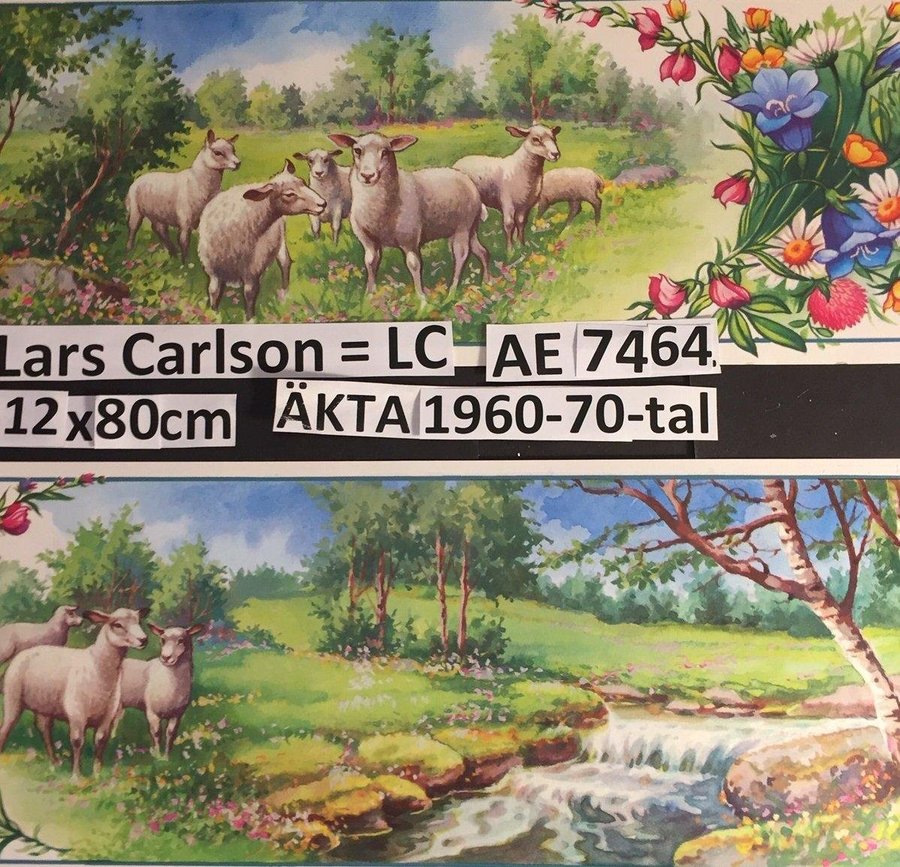 Lars Carlson = LC AE 7464.
12x80cm ÄKTA 1960-70-tal